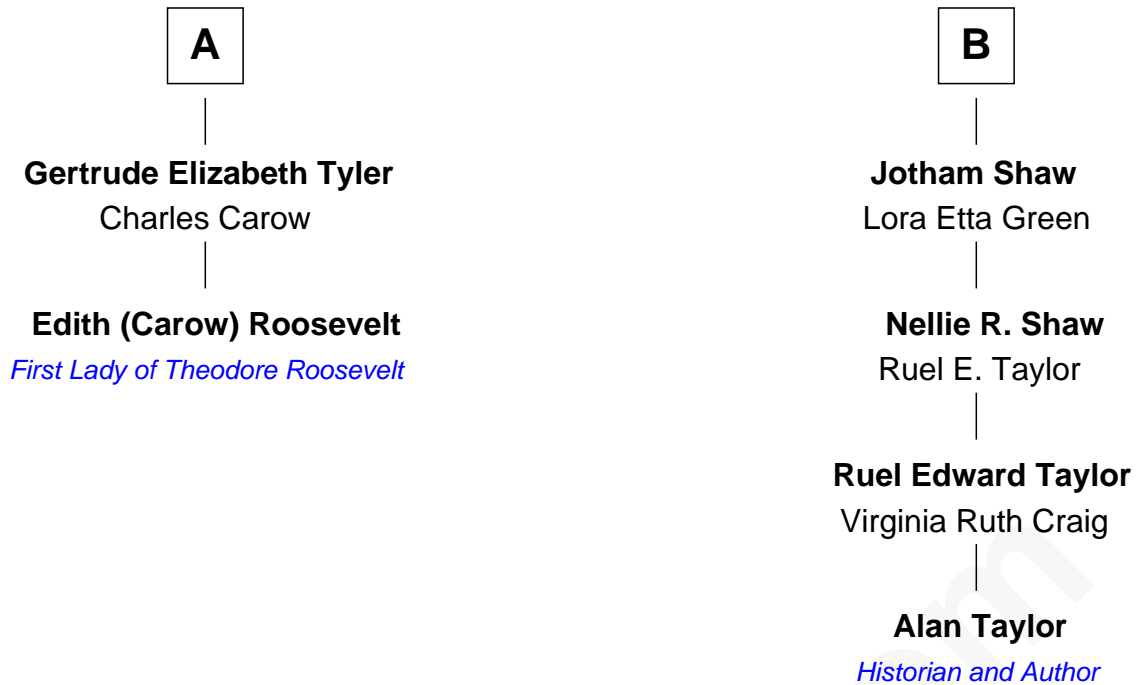 A
Gertrude Elizabeth Tyler
Charles Carow
Edith (Carow) Roosevelt
First Lady of Theodore Roosevelt
B
Jotham Shaw
Lora Etta Green
Nellie R. Shaw
Ruel E. Taylor
Ruel Edward Taylor
Virginia Ruth Craig
Alan Taylor
Historian and Author